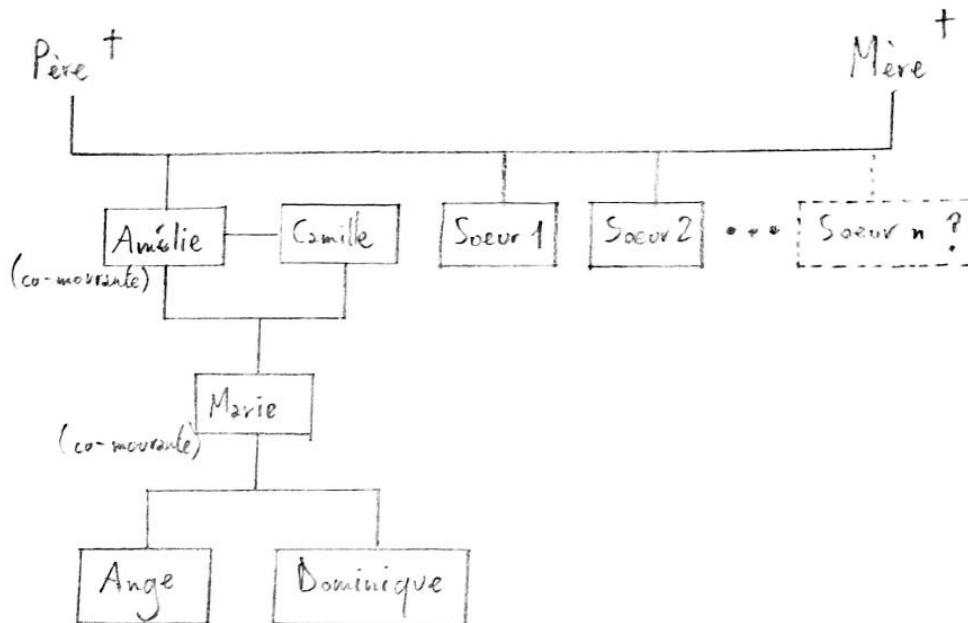 Père †
Mère †
Amélie
Camille
Soeur 1
Soeur 2
...
Soeur n ?
(co-mourante)
Marie
(co-mourante)
Ange
Dominique